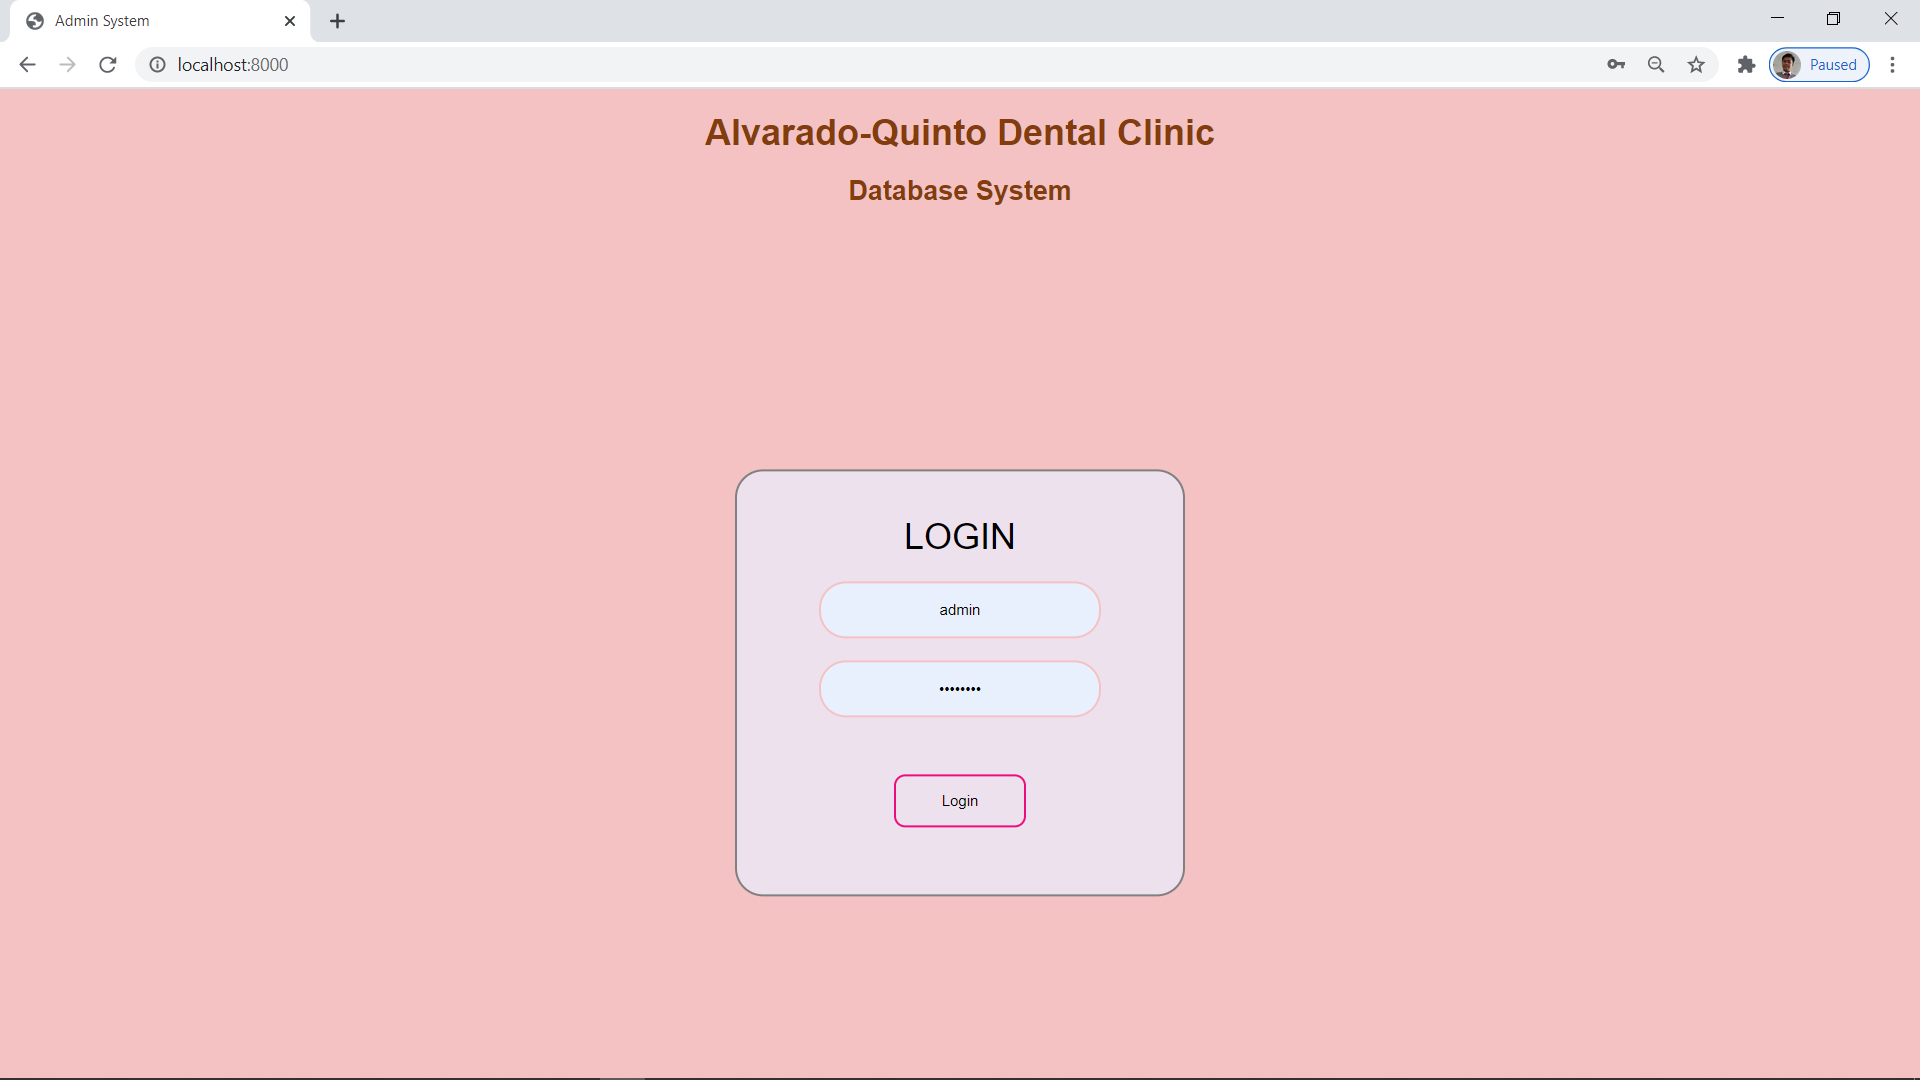 Admin System
localhost:8000
Paused
Alvarado-Quinto Dental Clinic
Database System
LOGIN
admin
••••••••
Login